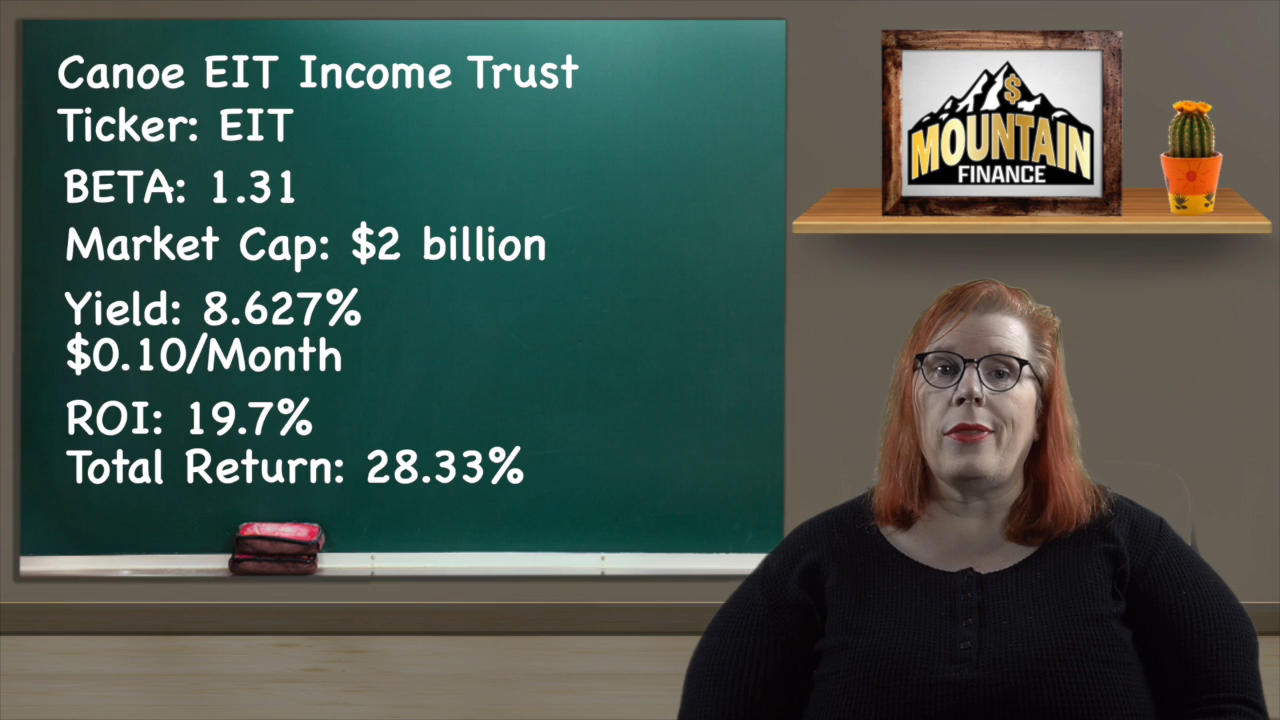 Canoe EIT Income Trust
Ticker: EIT
BETA: 1.31
Market Cap: $2 billion
Yield: 8.627%
$0.10/Month
ROI: 19.7%
Total Return: 28.33%
$
MOUNTAIN
FINANCE